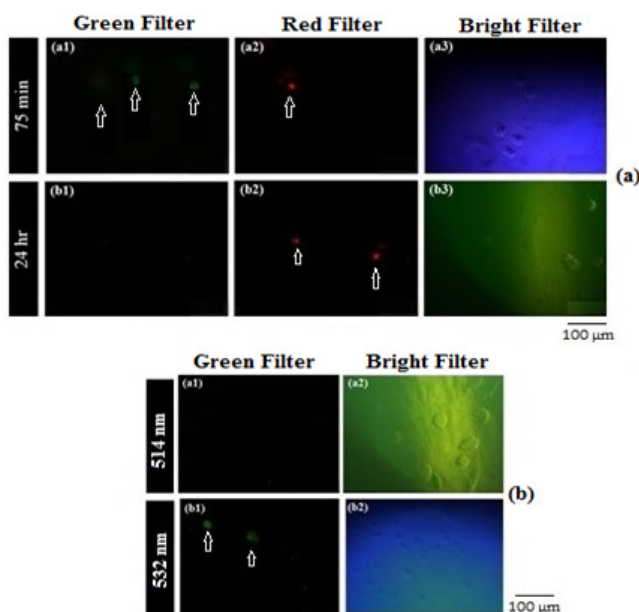 Green Filter Red Filter Bright Filter
75 min (a1) (a2) (a3)
(a)
24 hr (b1) (b2) (b3)
100 µm
Green Filter Bright Filter
514 nm (a1) (a2)
(b)
532 nm (b1) (b2)
100 µm